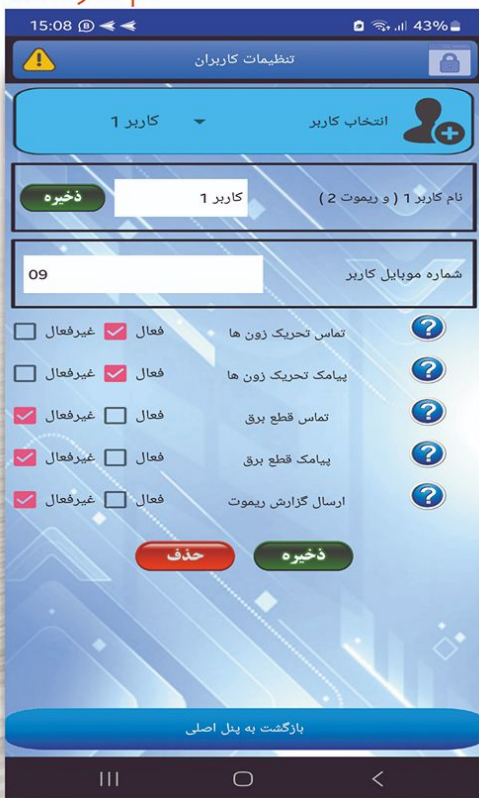 15:08 43%
تنظیمات کاربران
انتخاب کاربر کاربر 1
نام کاربر 1 ( و ریموت 2 ) کاربر 1 ذخیره
شماره موبایل کاربر 09
تماس تحریک زون ها فعال غیرفعال
پیامک تحریک زون ها فعال غیرفعال
تماس قطع برق فعال غیرفعال
پیامک قطع برق فعال غیرفعال
ارسال گزارش ریموت فعال غیرفعال
ذخیره حذف
بازگشت به پنل اصلی